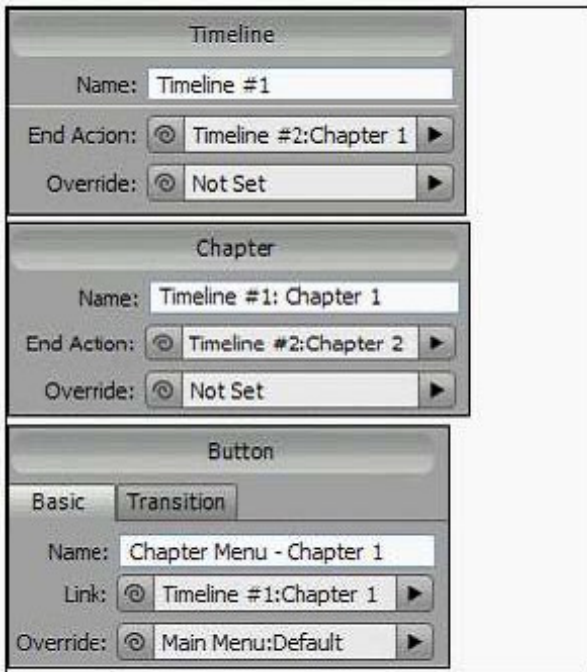 Timeline
Name: Timeline #1
End Action: Timeline #2:Chapter 1
Override: Not Set
Chapter
Name: Timeline #1: Chapter 1
End Action: Timeline #2:Chapter 2
Override: Not Set
Button
Basic Transition
Name: Chapter Menu - Chapter 1
Link: Timeline #1:Chapter 1
Override: Main Menu:Default